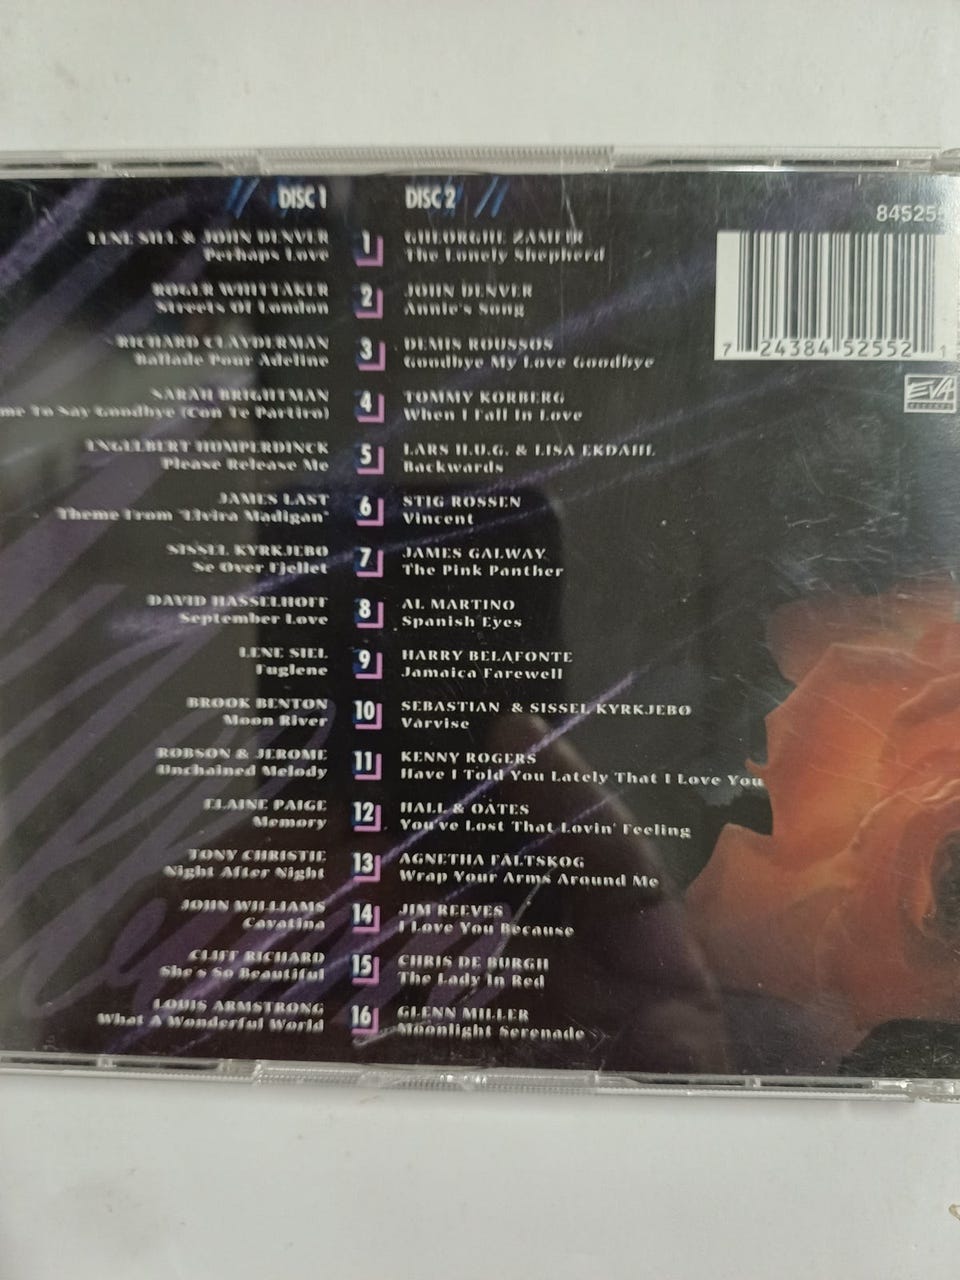 DISC 1
LENE SIEL & JOHN DENVER
Perhaps Love
ROGER WHITTAKER
Streets Of London
RICHARD CLAYDERMAN
Ballade Pour Adeline
SARAH BRIGHTMAN
me To Say Goodbye (Con Te Partiro)
ENGELBERT HUMPERDINCK
Please Release Me
JAMES LAST
Theme From "Elvira Madigan"
SISSEL KYRKJEBO
Se Over Fjellet
DAVID HASSELHOFF
September Love
LENE SIEL
Fuglene
BROOK BENTON
Moon River
ROBSON & JEROME
Unchained Melody
ELAINE PAIGE
Memory
TONY CHRISTIE
Night After Night
JOHN WILLIAMS
Cavatina
CLIFF RICHARD
She's So Beautiful
LOUIS ARMSTRONG
What A Wonderful World
1
2
3
4
5
6
7
8
9
10
11
12
13
14
15
16
DISC 2
GHEORGHE ZAMFIR
The Lonely Shepherd
JOHN DENVER
Annie's Song
DEMIS ROUSSOS
Goodbye My Love Goodbye
TOMMY KORBERG
When I Fall In Love
LARS H.U.G. & LISA EKDAHL
Backwards
STIG ROSSEN
Vincent
JAMES GALWAY
The Pink Panther
AL MARTINO
Spanish Eyes
HARRY BELAFONTE
Jamaica Farewell
SEBASTIAN & SISSEL KYRKJEBØ
Vårvise
KENNY ROGERS
Have I Told You Lately That I Love You
HALL & OATES
You've Lost That Lovin' Feeling
AGNETHA FALTSKOG
Wrap Your Arms Around Me
JIM REEVES
I Love You Because
CHRIS DE BURGH
The Lady In Red
GLENN MILLER
Moonlight Serenade
845255
7 24384 52552 1
EVA
RECORDS